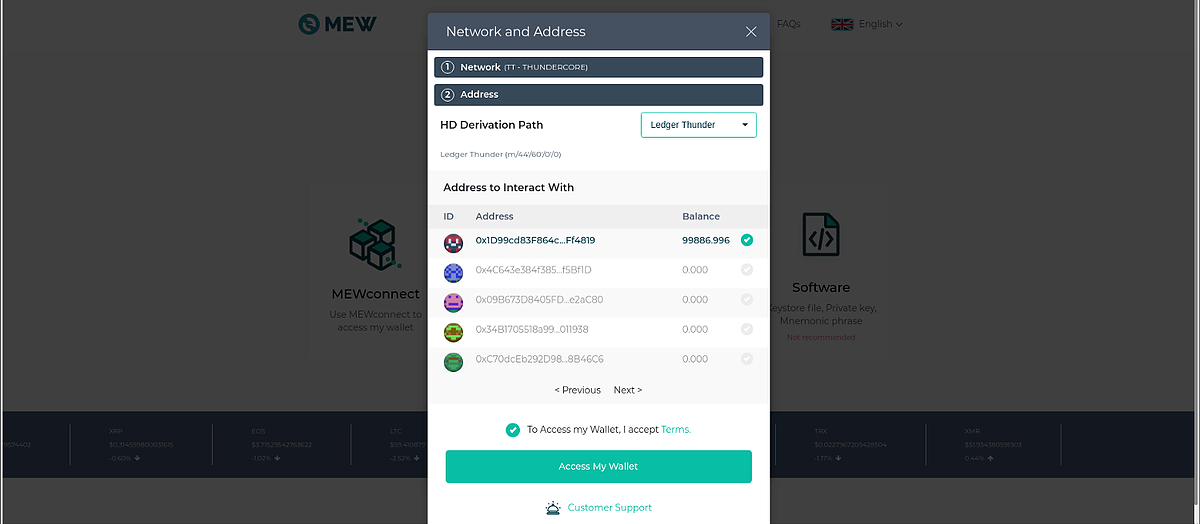 MEW
FAQs
English
Network and Address
1 Network (TT - THUNDERCORE)
2 Address
HD Derivation Path
Ledger Thunder
Ledger Thunder (m/44'/60'/0'/0)
Address to Interact With
ID Address Balance
0x1D99cd83F864c...Ff4819 99886.996
0x4C643e384f385...f5Bf1D 0.000
0x09B673D8405FD...e2aC80 0.000
0x34B1705518a99...011938 0.000
0xC70dcEb292D98...8B46C6 0.000
< Previous Next >
To Access my Wallet, I accept Terms.
Access My Wallet
Customer Support
MEWconnect
Use MEWconnect to
access my wallet
Software
Keystore file, Private key,
Mnemonic phrase
Not recommended
XRP
-0.60%
EOS
-1.02%
LTC
-2.52%
TRX
-1.17%
XMR
0.44%